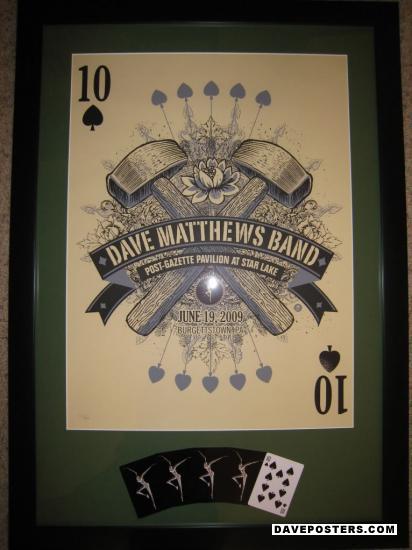 10
DAVE MATTHEWS BAND
POST-GAZETTE PAVILION AT STAR LAKE
JUNE 19, 2009
BURGETTSTOWN, PA
10
DAVEPOSTERS.COM